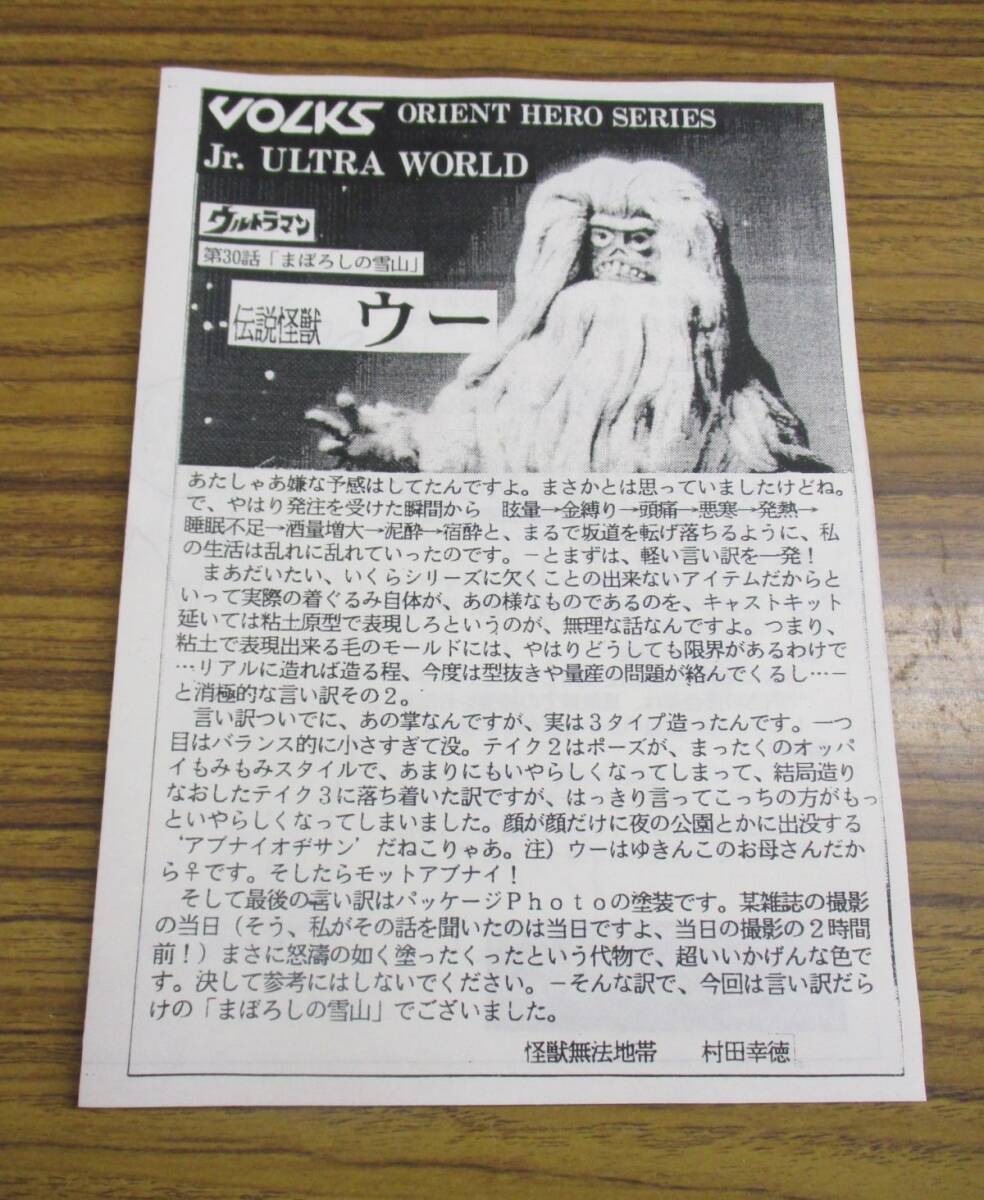 VOLKS ORIENT HERO SERIES
Jr. ULTRA WORLD
ウルトラマン
第30話「まぼろしの雪山」
伝説怪獣 ウー
あたしゃあ嫌な予感はしてたんですよ。まさかとは思っていましたけどね。
で、やはり発注を受けた瞬間から 眩暈→金縛り→頭痛→悪寒→発熱→
睡眠不足→酒量増大→泥酔→宿酔と、まるで坂道を転げ落ちるように、私
の生活は乱れに乱れていったのです。－とまずは、軽い言い訳を一発！
まあだいたい、いくらシリーズに欠くことの出来ないアイテムだからと
いって実際の着ぐるみ自体が、あの様なものであるのを、キャストキット
延いては粘土原型で表現しろというのが、無理な話なんですよ。つまり、
粘土で表現出来る毛のモールドには、やはりどうしても限界があるわけで
…リアルに造れば造る程、今度は型抜きや量産の問題が絡んでくるし…－
と消極的な言い訳その２。
言い訳ついでに、あの掌なんですが、実は３タイプ造ったんです。一つ
目はバランス的に小さすぎて没。テイク２はポーズが、まったくのオッパ
イもみもみスタイルで、あまりにもいやらしくなってしまって、結局造り
なおしたテイク３に落ち着いた訳ですが、はっきり言ってこっちの方がもっ
といやらしくなってしまいました。顔が顔だけに夜の公園とかに出没する
‘アブナイオヂサン’だねこりゃあ。注）ウーはゆきんこのお母さんだか
ら♀です。そしたらモットアブナイ！
そして最後の言い訳はパッケージＰｈｏｔｏの塗装です。某雑誌の撮影
の当日（そう、私がその話を聞いたのは当日ですよ、当日の撮影の２時間
前！）まさに怒濤の如く塗ったくったという代物で、超いいかげんな色で
す。決して参考にはしないでください。－そんな訳で、今回は言い訳だら
けの「まぼろしの雪山」でございました。
怪獣無法地帯 村田幸徳